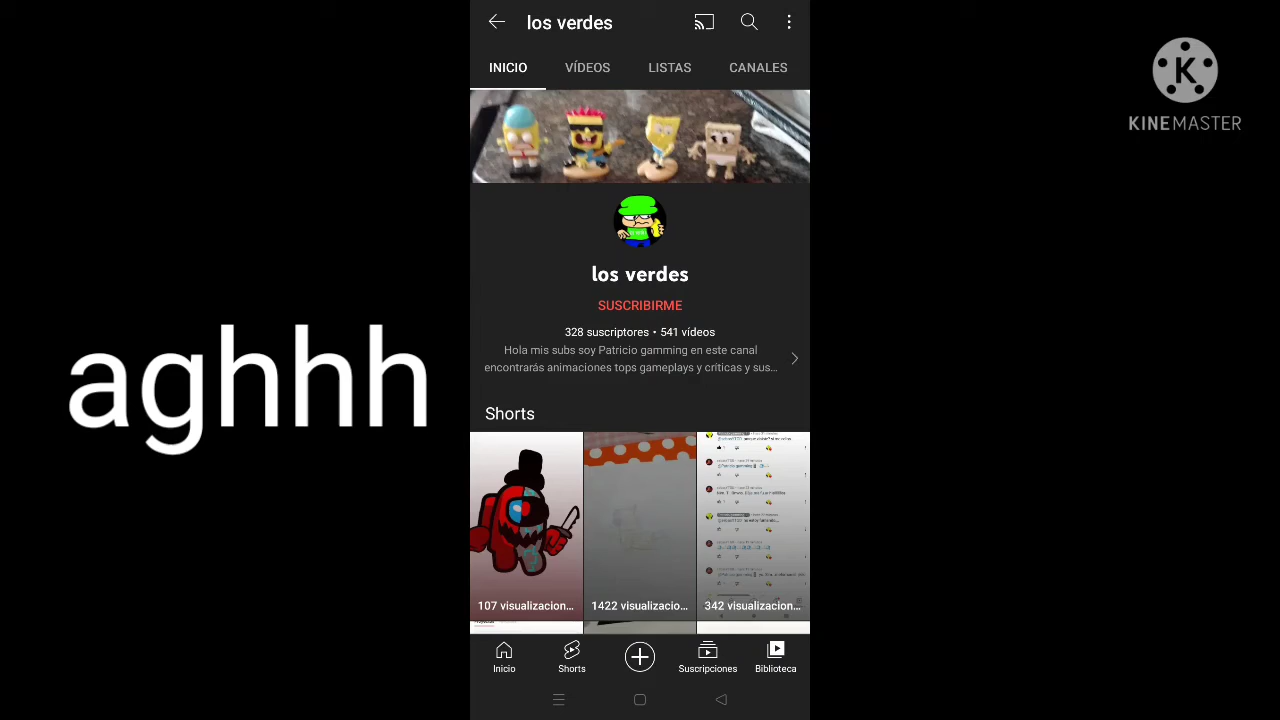 los verdes
INICIO
VÍDEOS
LISTAS
CANALES
K
KINEMASTER
los verdes
SUSCRIBIRME
328 suscriptores • 541 vídeos
Hola mis subs soy Patricio gamming en este canal
encontrarás animaciones tops gameplays y críticas y sus...
aghhh
Shorts
107 visualizacion...
1422 visualizacio...
342 visualizacion...
Inicio
Shorts
Suscripciones
Biblioteca